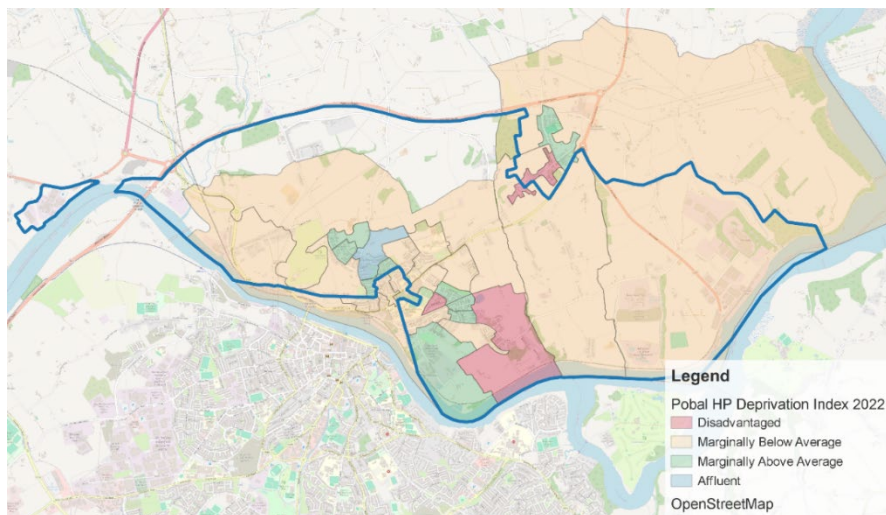 Legend
Pobal HP Deprivation Index 2022
Disadvantaged
Marginally Below Average
Marginally Above Average
Affluent
OpenStreetMap